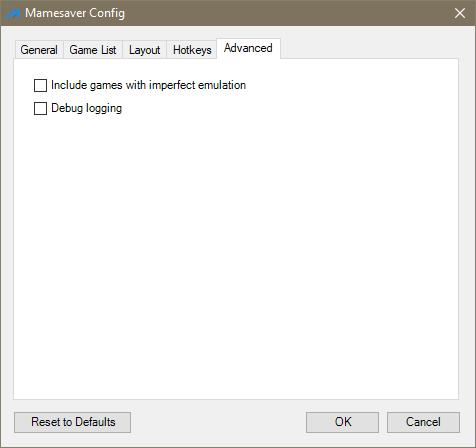 Mamesaver Config
General Game List Layout Hotkeys Advanced
Include games with imperfect emulation
Debug logging
Reset to Defaults OK Cancel